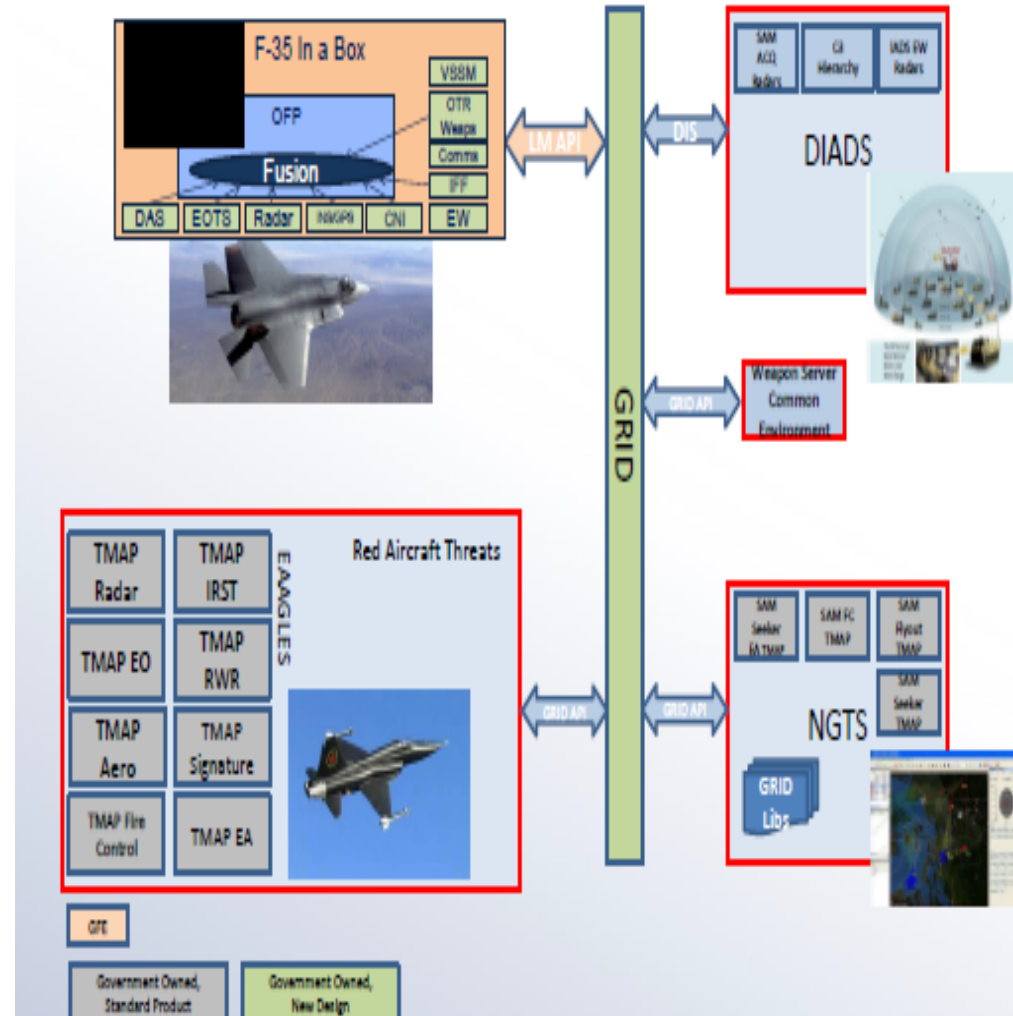 F-35 In a Box
OFP
Fusion
VSSM
OTR
Weaps
Comms
IFF
DAS
EOTS
Radar
INS/GPS
CNI
EW
LM API
GRID
DIS
SAM
ACQ
Radars
C3
Hierarchy
IADS EW
Radars
DIADS
GRID API
Weapon Server
Common
Environment
TMAP
Radar
TMAP
IRST
TMAP EO
TMAP
RWR
TMAP
Aero
TMAP
Signature
TMAP Fire
Control
TMAP EA
EAAGLES
Red Aircraft Threats
GRID API
GRID API
SAM
Seeker
EA TMAP
SAM FC
TMAP
SAM
Flyout
TMAP
SAM
Seeker
TMAP
NGTS
GRID
Libs
GFE
Government Owned,
Standard Product
Government Owned,
New Design